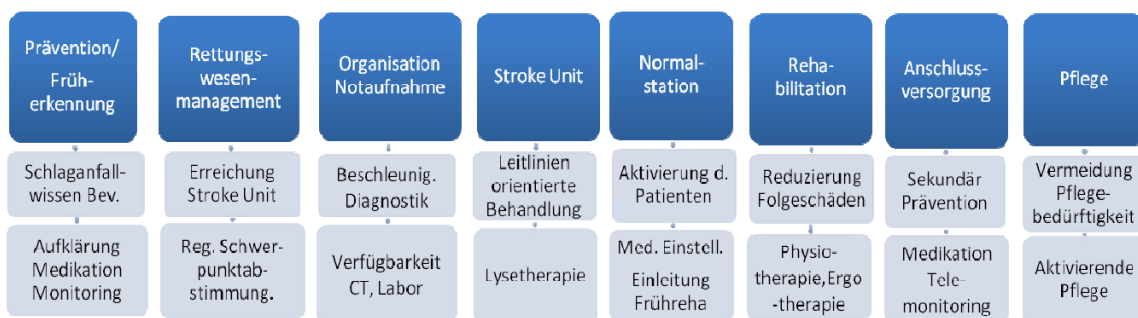 Prävention/
Früh-
erkennung
Rettungs-
wesen-
management
Organisation
Notaufnahme
Stroke Unit
Normal-
station
Reha-
bilitation
Anschluss-
versorgung
Pflege
Schlaganfall-
wissen Bev.
Erreichung
Stroke Unit
Beschleunig.
Diagnostik
Leitlinien
orientierte
Behandlung
Aktivierung d.
Patienten
Reduzierung
Folgeschäden
Sekundär
Prävention
Vermeidung
Pflege-
bedürftigkeit
Aufklärung
Medikation
Monitoring
Reg. Schwer-
punktab-
stimmung.
Verfügbarkeit
CT, Labor
Lysetherapie
Med. Einstell.
Einleitung
Frühreha
Physio-
therapie,Ergo
-therapie
Medikation
Tele-
monitoring
Aktivierende
Pflege